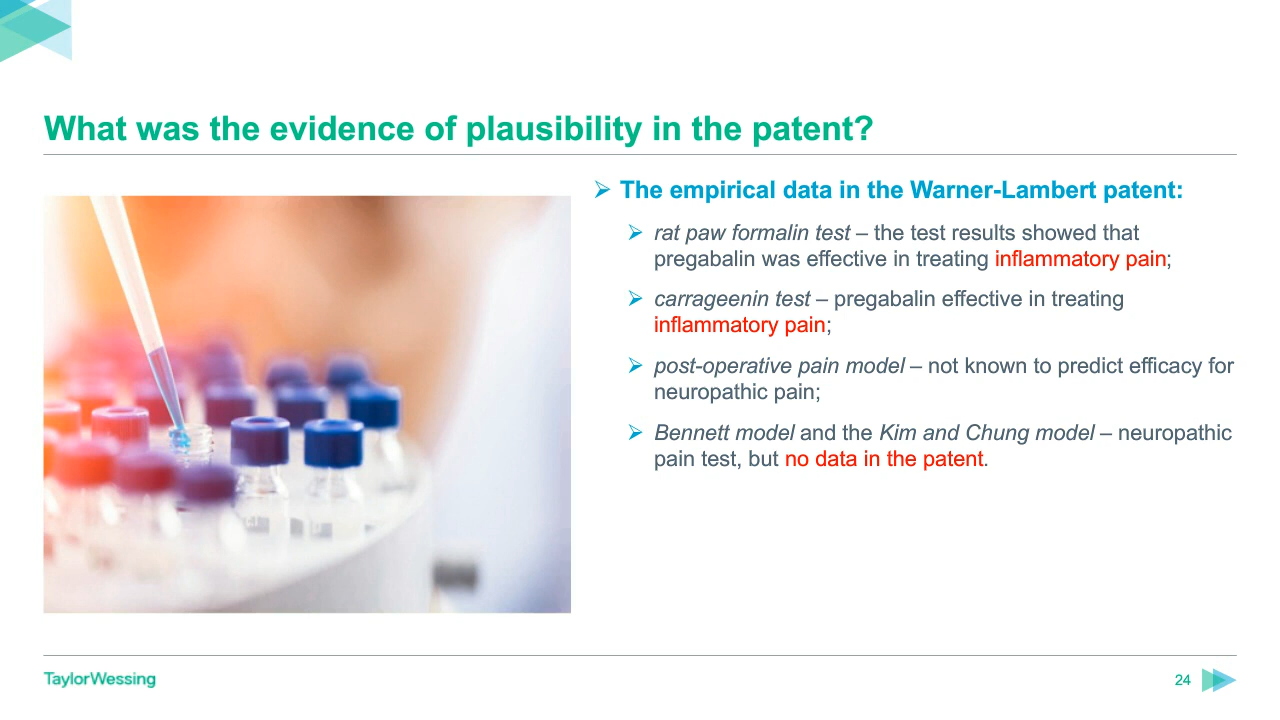 What was the evidence of plausibility in the patent?
➢ The empirical data in the Warner-Lambert patent:
➢ rat paw formalin test – the test results showed that
pregabalin was effective in treating inflammatory pain;
➢ carrageenin test – pregabalin effective in treating
inflammatory pain;
➢ post-operative pain model – not known to predict efficacy for
neuropathic pain;
➢ Bennett model and the Kim and Chung model – neuropathic
pain test, but no data in the patent.
TaylorWessing
24